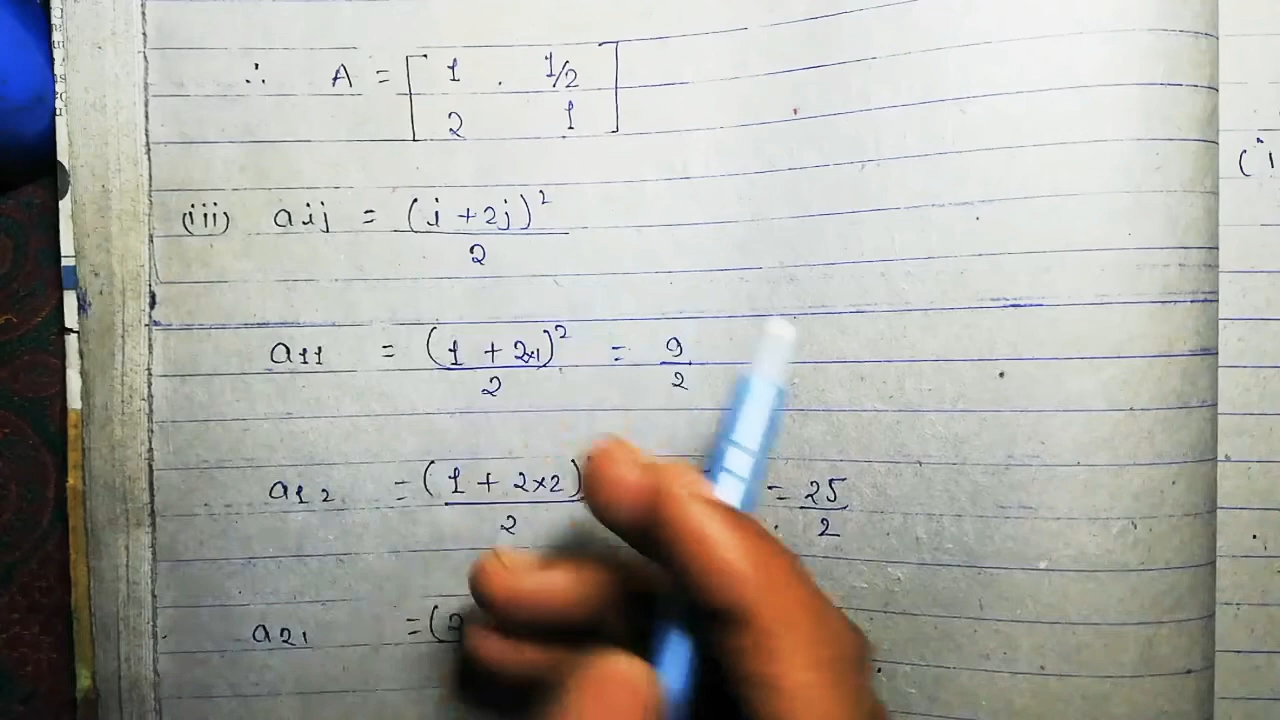 ∴ A = [ 1 . 1/2
2 1 ]
(iii) aij = (i + 2j)²
2
a11 = (1 + 2×1)² = 9
2 2
a12 = (1 + 2×2) = 25
2 2
a21 = (2
(i